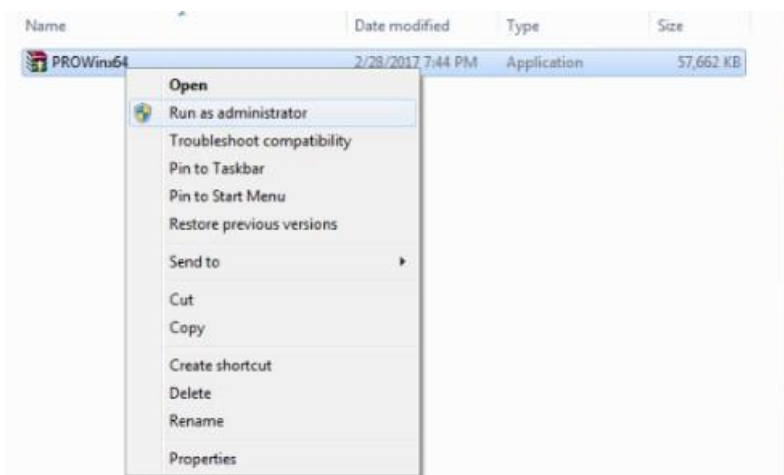 Name Date modified Type Size
PROWinx64 2/28/2017 7:44 PM Application 57,662 KB
Open
Run as administrator
Troubleshoot compatibility
Pin to Taskbar
Pin to Start Menu
Restore previous versions
Send to
Cut
Copy
Create shortcut
Delete
Rename
Properties